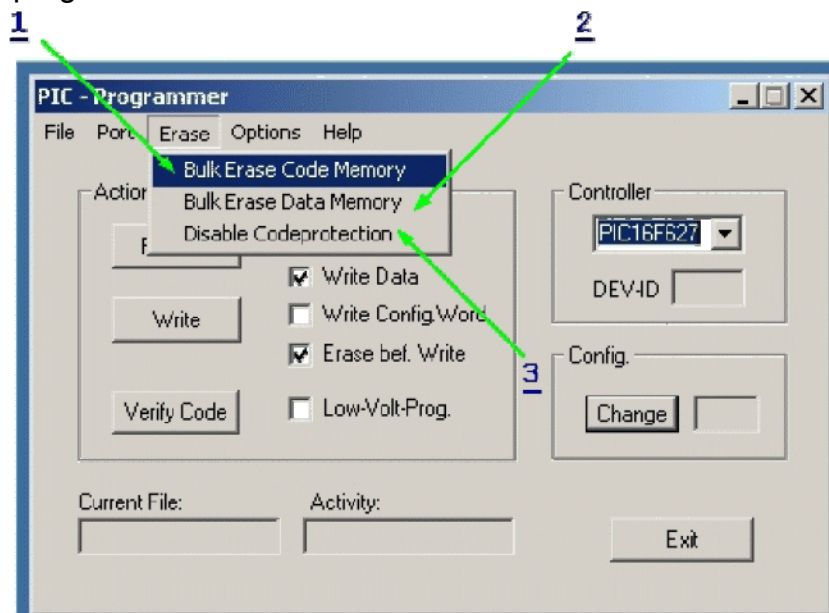 1 2
PIC - Programmer
File Port Erase Options Help
Bulk Erase Code Memory
Bulk Erase Data Memory
Disable Codeprotection
Action
Controller
PIC16F627
DEV-ID
Write Data
Write Config.Word
Write
Erase bef. Write
3
Config.
Verify Code
Low-Volt-Prog.
Change
Current File:
Activity:
Exit